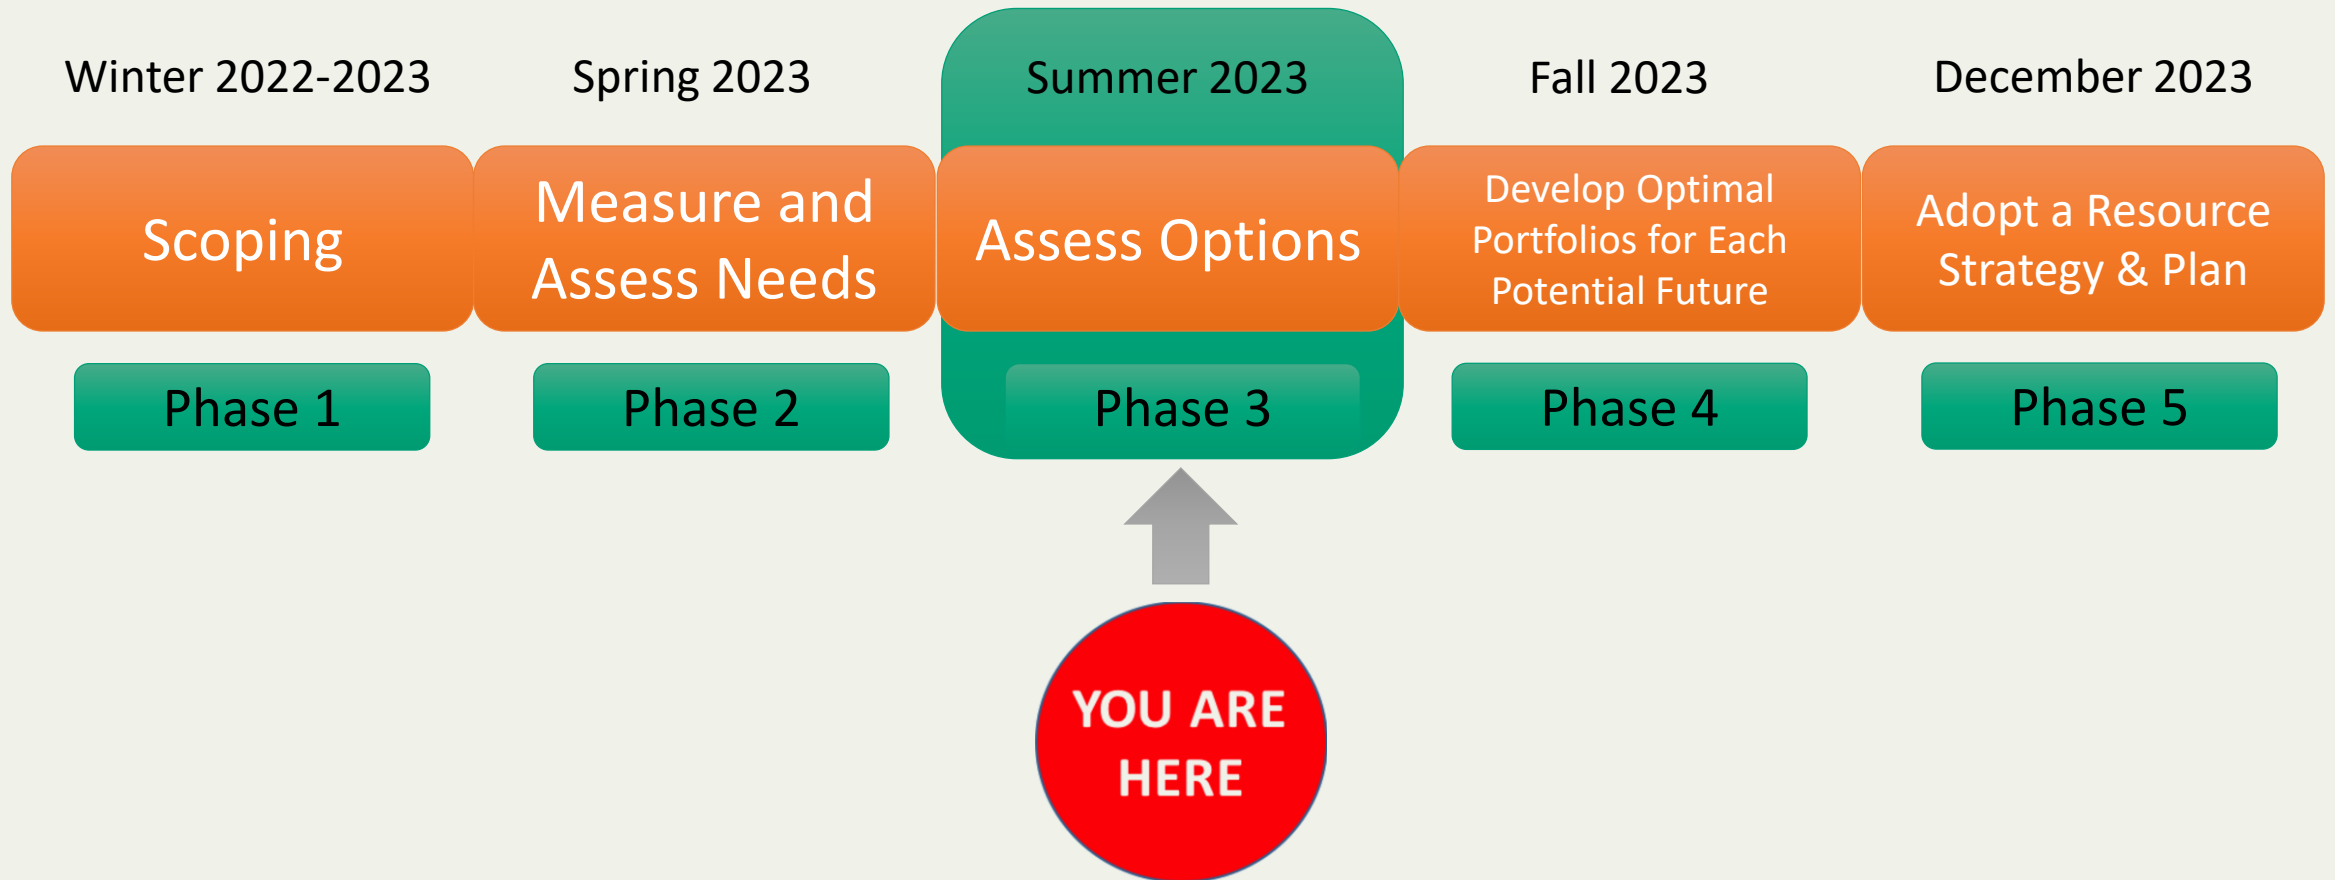 Winter 2022-2023
Spring 2023
Summer 2023
Fall 2023
December 2023
Scoping
Measure and
Assess Needs
Assess Options
Develop Optimal
Portfolios for Each
Potential Future
Adopt a Resource
Strategy & Plan
Phase 1
Phase 2
Phase 3
Phase 4
Phase 5
YOU ARE
HERE